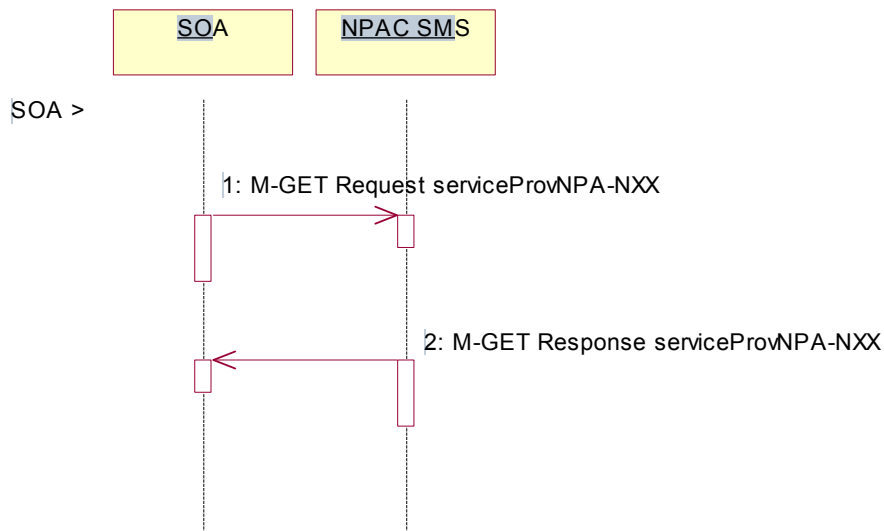 SOA
NPAC SMS
SOA >
1: M-GET Request serviceProvNPA-NXX
2: M-GET Response serviceProvNPA-NXX